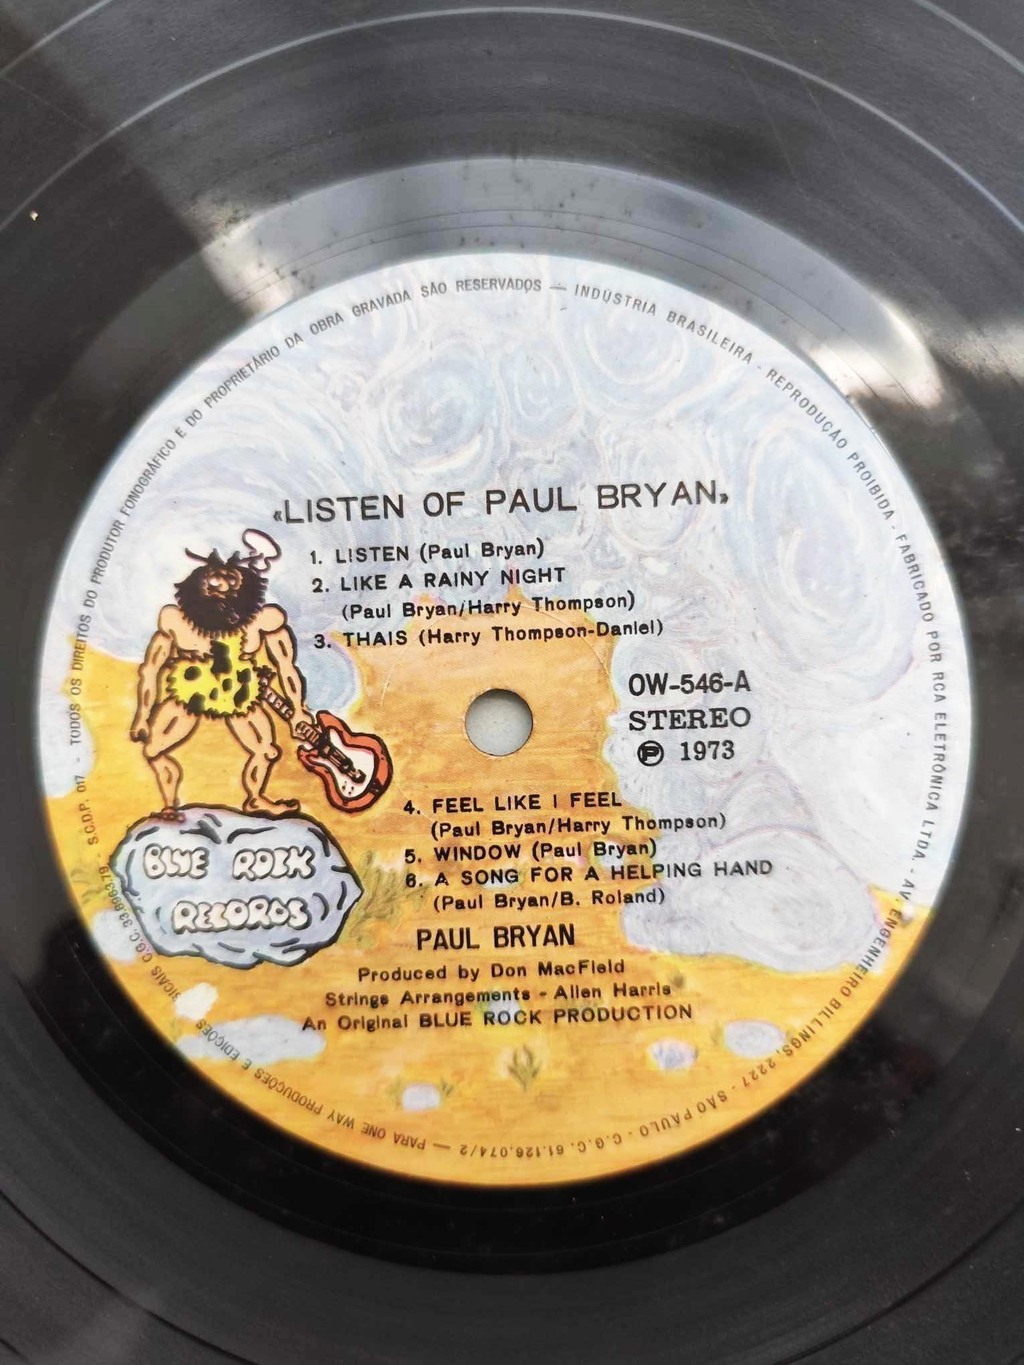 TODOS OS DIREITOS DO PRODUTOR FONOGRÁFICO E DO PROPRIETÁRIO DA OBRA GRAVADA SÃO RESERVADOS — INDÚSTRIA BRASILEIRA - REPRODUÇÃO PROIBIDA - FABRICADO POR RCA ELETRÔNICA LTDA. - AV. ENGENHEIRO BILLINGS, 2227 - SÃO PAULO - C.G.C. 61.126.074/2 — PARA ONE WAY PRODUÇÕES E EDIÇÕES SICAIS C.G.C. 33.896379 - S.C.D.P. 017 -
«LISTEN OF PAUL BRYAN»
1. LISTEN (Paul Bryan)
2. LIKE A RAINY NIGHT
(Paul Bryan/Harry Thompson)
3. THAIS (Harry Thompson-Daniel)
OW-546-A
STEREO
Ⓟ 1973
4. FEEL LIKE I FEEL
(Paul Bryan/Harry Thompson)
5. WINDOW (Paul Bryan)
6. A SONG FOR A HELPING HAND
(Paul Bryan/B. Roland)
BLUE ROCK
RECORDS
PAUL BRYAN
Produced by Don MacField
Strings Arrangements - Allen Harris
An Original BLUE ROCK PRODUCTION